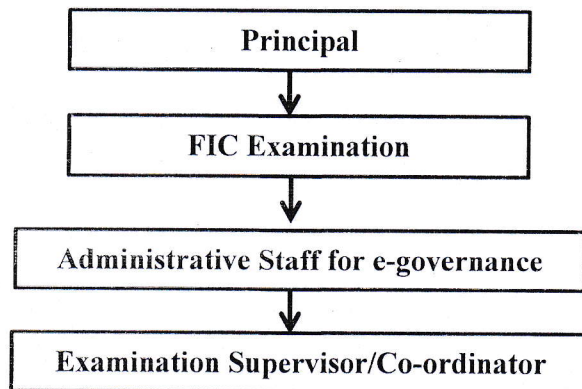 Principal
FIC Examination
Administrative Staff for e-governance
Examination Supervisor/Co-ordinator